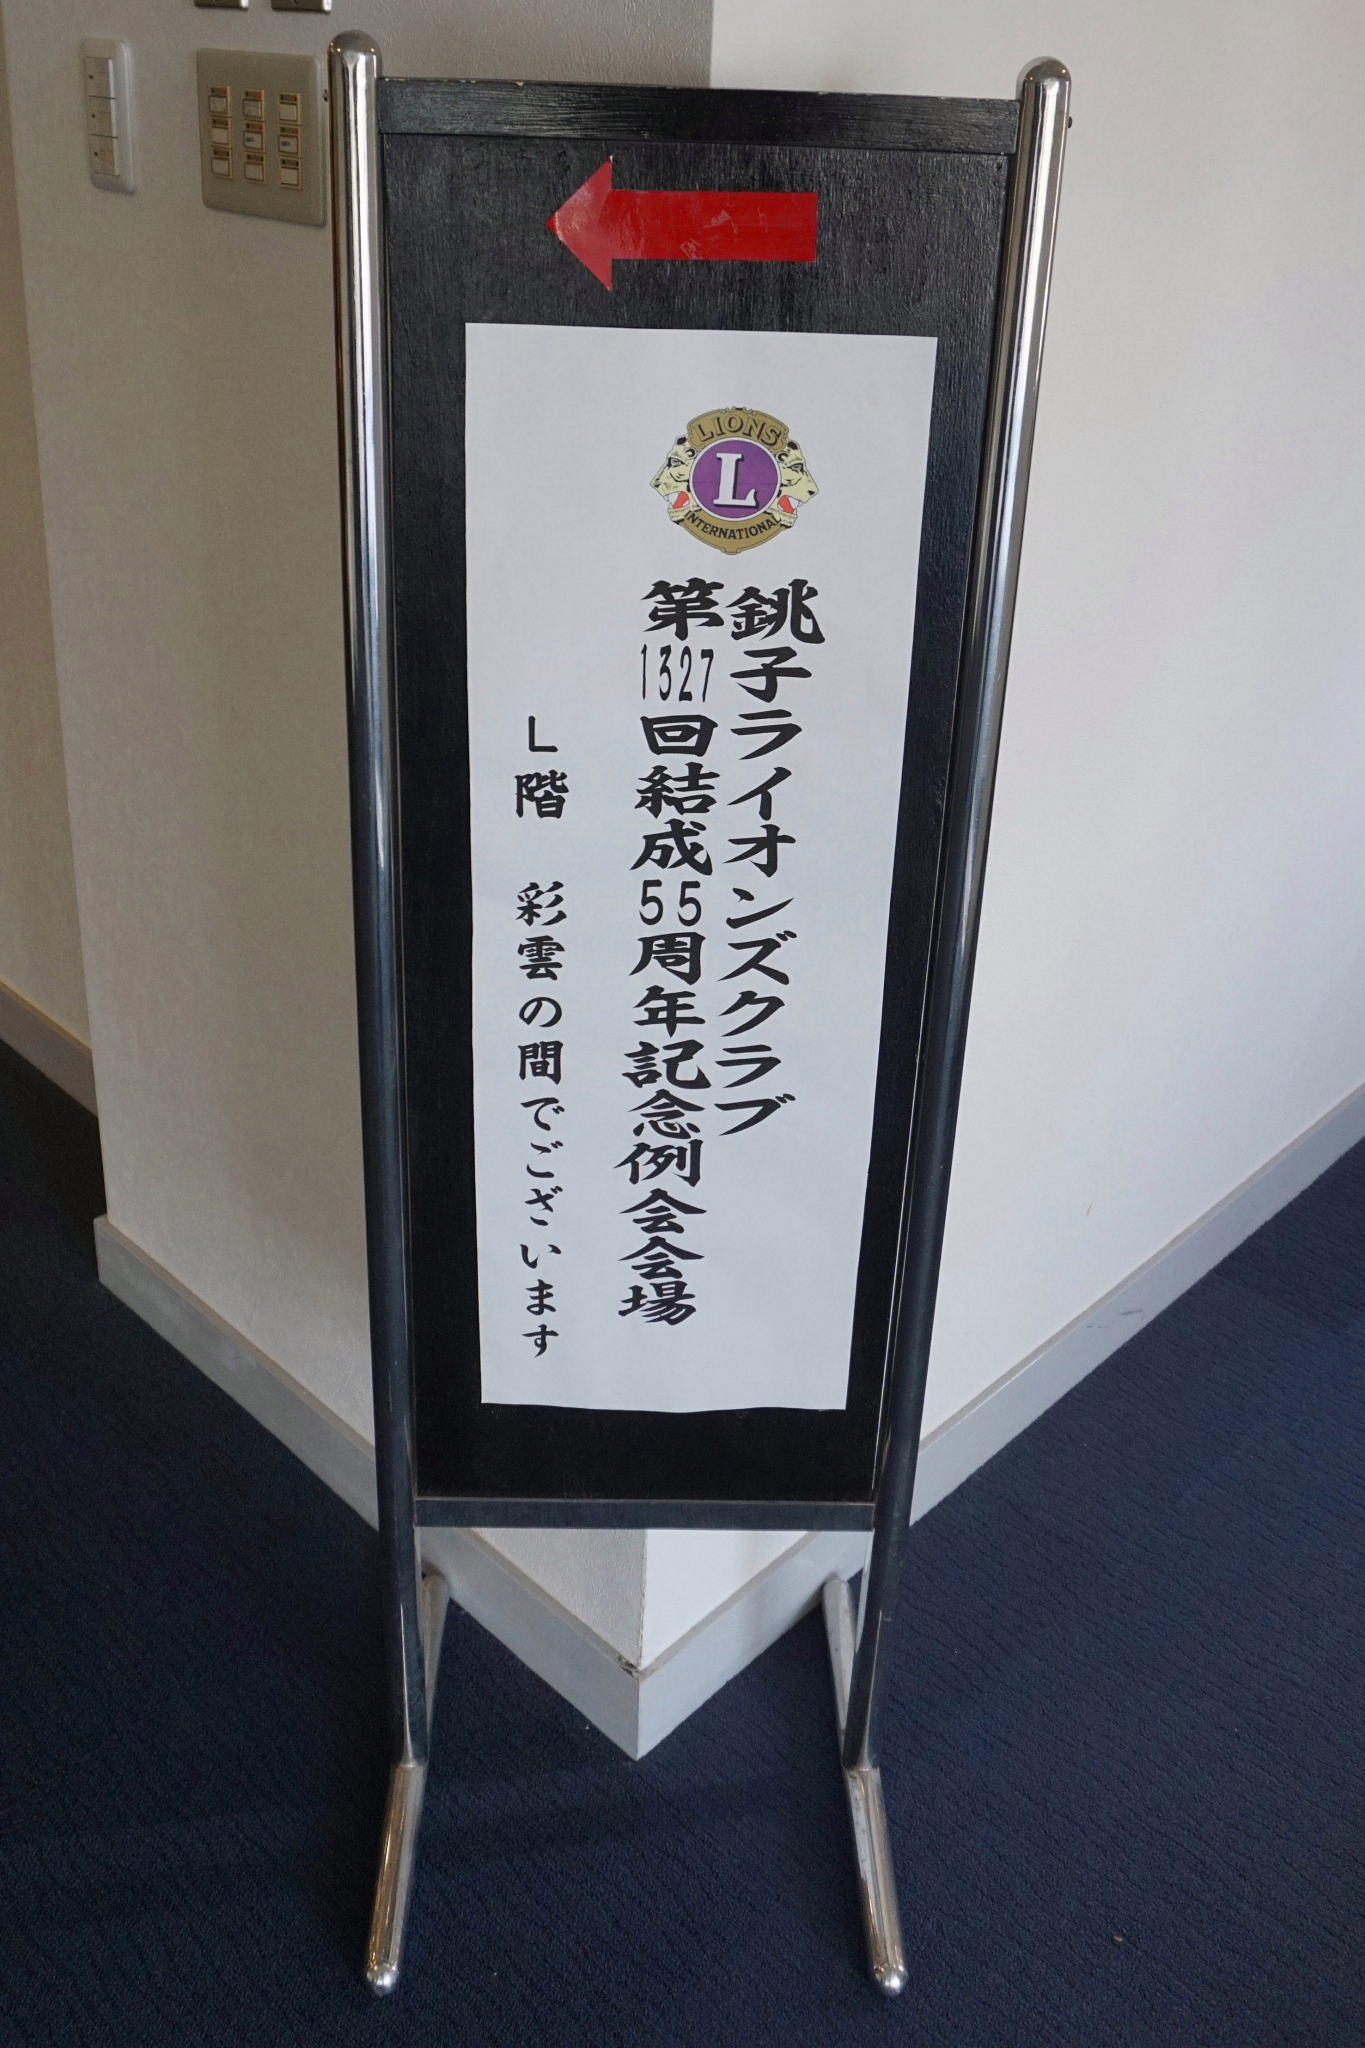 LIONS
L
INTERNATIONAL
銚子ライオンズクラブ
第1327回結成55周年記念例会会場
L階 彩雲の間でございます